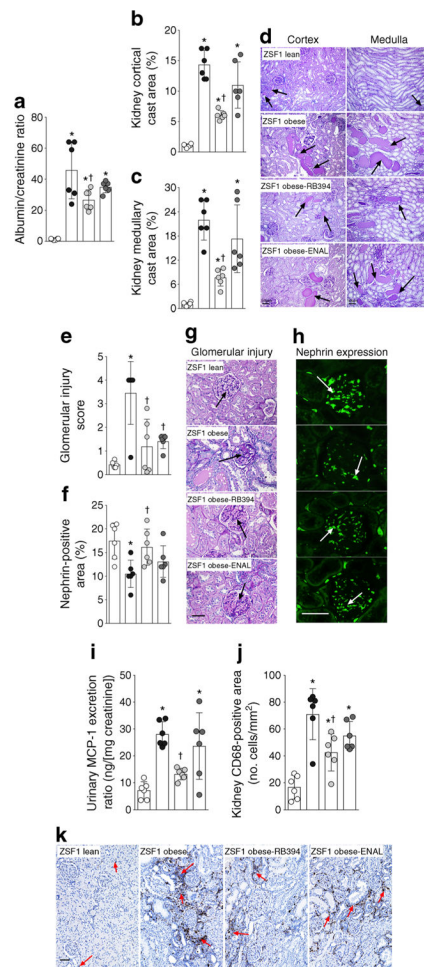 a
Albumin/creatinine ratio
100
80
60
40
20
0
*
*†
*
b
Kidney cortical
cast area (%)
20
15
10
5
0
*
*†
*
c
Kidney medullary
cast area (%)
30
20
10
0
*
*†
*
d
Cortex Medulla
ZSF1 lean
ZSF1 obese
ZSF1 obese-RB394
ZSF1 obese-ENAL
e
Glomerular injury
score
5
4
3
2
1
0
*
†
†
f
Nephrin-positive
area (%)
25
20
15
10
5
0
*
†
g
Glomerular injury
ZSF1 lean
ZSF1 obese
ZSF1 obese-RB394
ZSF1 obese-ENAL
h
Nephrin expression
i
Urinary MCP-1 excretion
ratio (ng/[mg creatinine])
50
40
30
20
10
0
*
†
*
j
Kidney CD68-positive area
(no. cells/mm²)
100
80
60
40
20
0
*
*†
*
k
ZSF1 lean ZSF1 obese ZSF1 obese-RB394 ZSF1 obese-ENAL